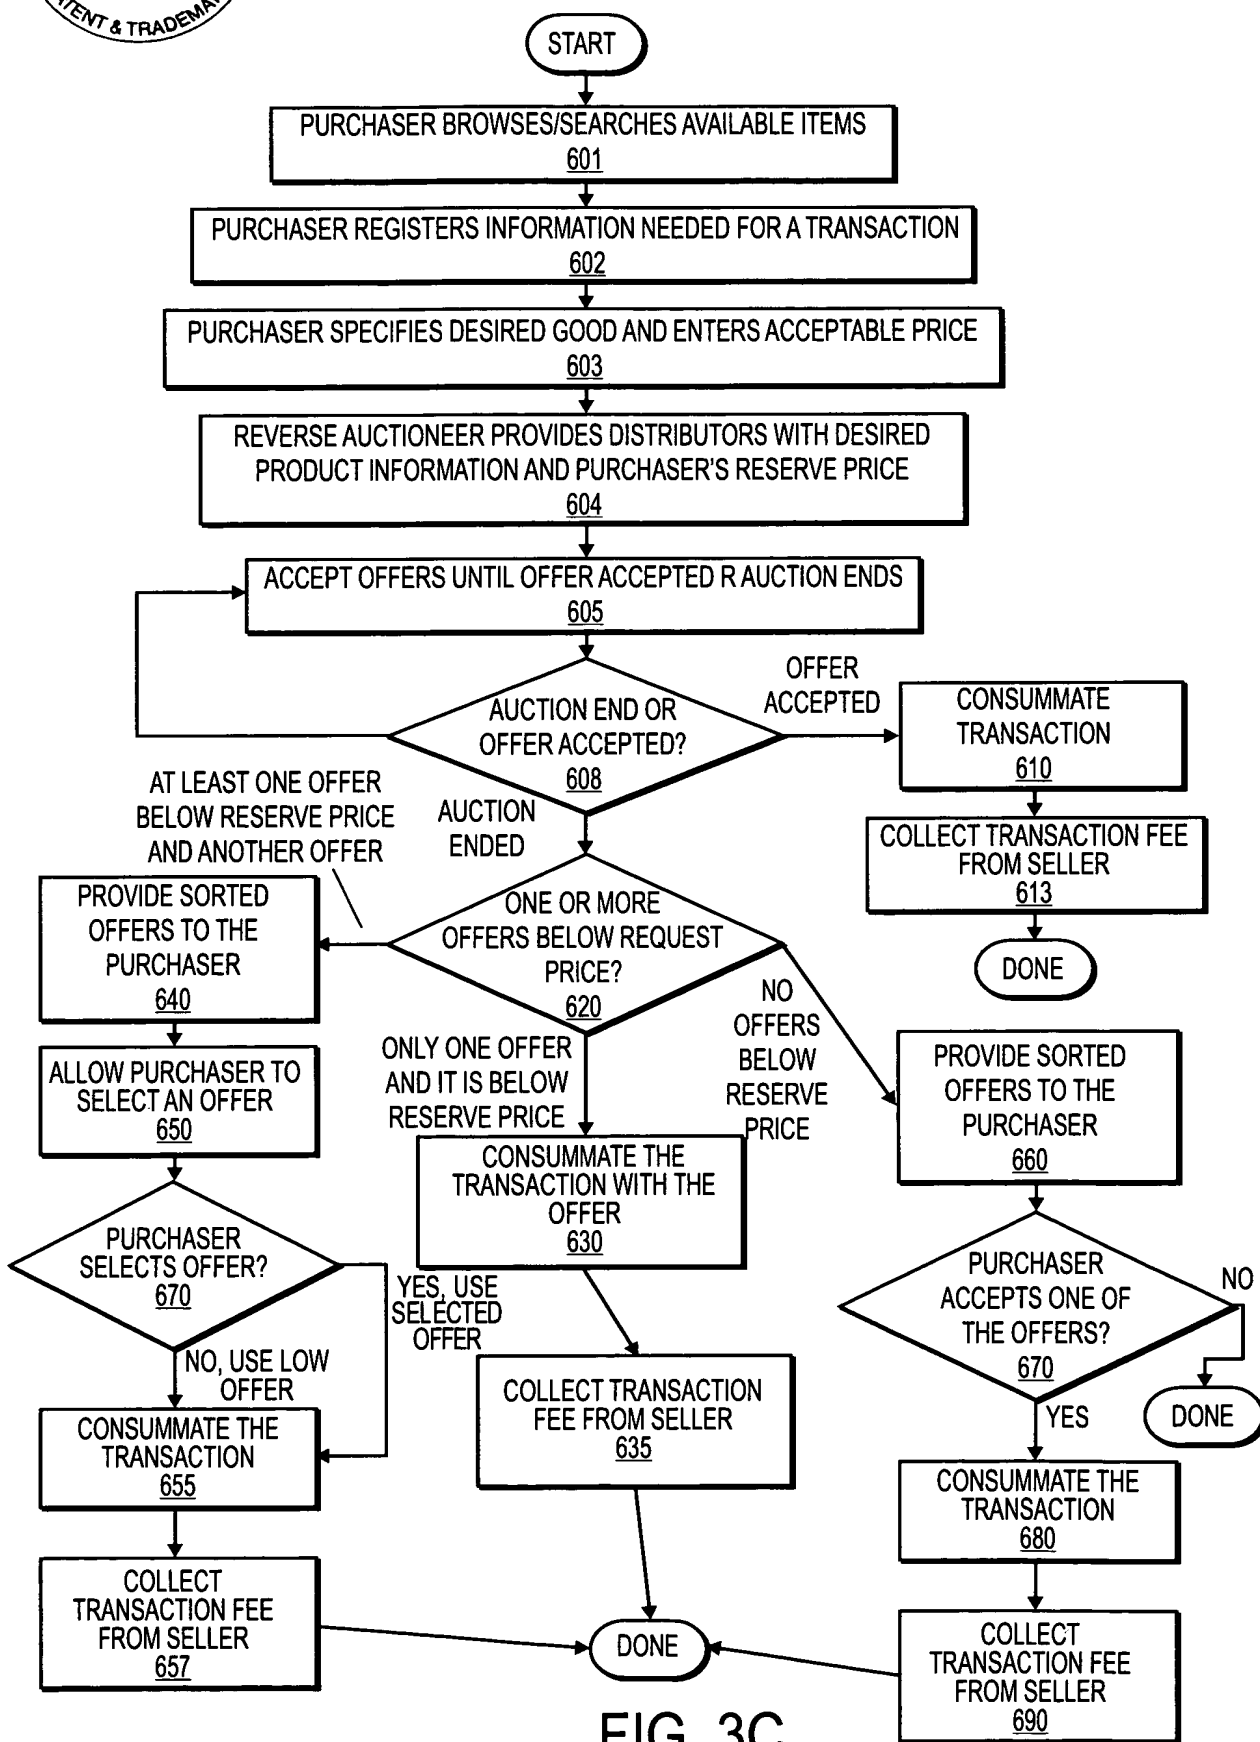 TENT & TRADEMA
START
PURCHASER BROWSES/SEARCHES AVAILABLE ITEMS
601
PURCHASER REGISTERS INFORMATION NEEDED FOR A TRANSACTION
602
PURCHASER SPECIFIES DESIRED GOOD AND ENTERS ACCEPTABLE PRICE
603
REVERSE AUCTIONEER PROVIDES DISTRIBUTORS WITH DESIRED
PRODUCT INFORMATION AND PURCHASER'S RESERVE PRICE
604
ACCEPT OFFERS UNTIL OFFER ACCEPTED R AUCTION ENDS
605
AUCTION END OR
OFFER ACCEPTED?
608
OFFER
ACCEPTED
CONSUMMATE
TRANSACTION
610
COLLECT TRANSACTION FEE
FROM SELLER
613
DONE
AUCTION
ENDED
AT LEAST ONE OFFER
BELOW RESERVE PRICE
AND ANOTHER OFFER
ONE OR MORE
OFFERS BELOW REQUEST
PRICE?
620
PROVIDE SORTED
OFFERS TO THE
PURCHASER
640
ALLOW PURCHASER TO
SELECT AN OFFER
650
PURCHASER
SELECTS OFFER?
670
YES, USE
SELECTED
OFFER
NO, USE LOW
OFFER
CONSUMMATE THE
TRANSACTION
655
COLLECT
TRANSACTION FEE
FROM SELLER
657
ONLY ONE OFFER
AND IT IS BELOW
RESERVE PRICE
CONSUMMATE THE
TRANSACTION WITH THE
OFFER
630
COLLECT TRANSACTION
FEE FROM SELLER
635
DONE
NO
OFFERS
BELOW
RESERVE
PRICE
PROVIDE SORTED
OFFERS TO THE
PURCHASER
660
PURCHASER
ACCEPTS ONE OF
THE OFFERS?
670
NO
DONE
YES
CONSUMMATE THE
TRANSACTION
680
COLLECT
TRANSACTION FEE
FROM SELLER
690
FIG. 3C